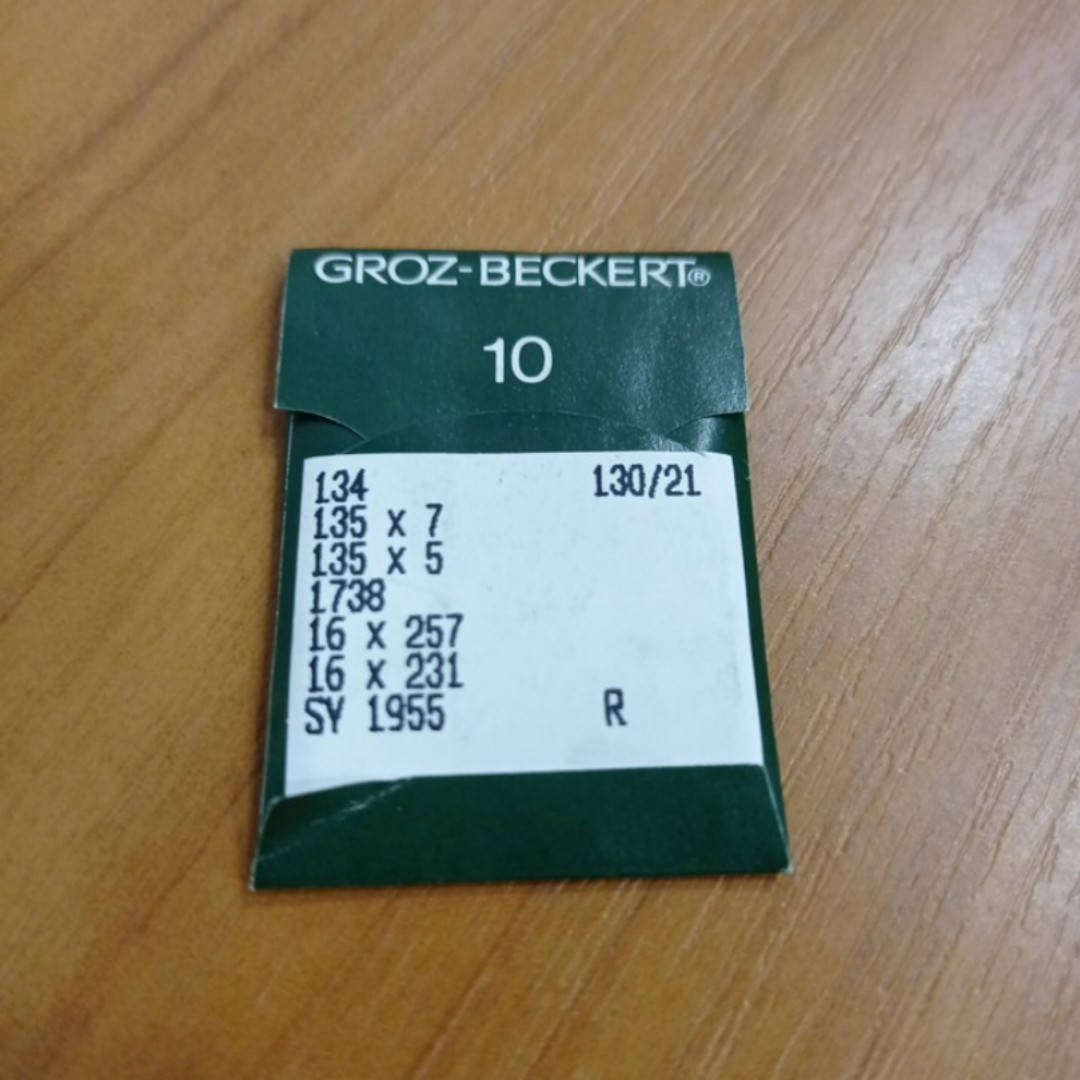 GROZ-BECKERT®
10
134 130/21
135 x 7
135 x 5
1738
16 x 257
16 x 231
SY 1955 R